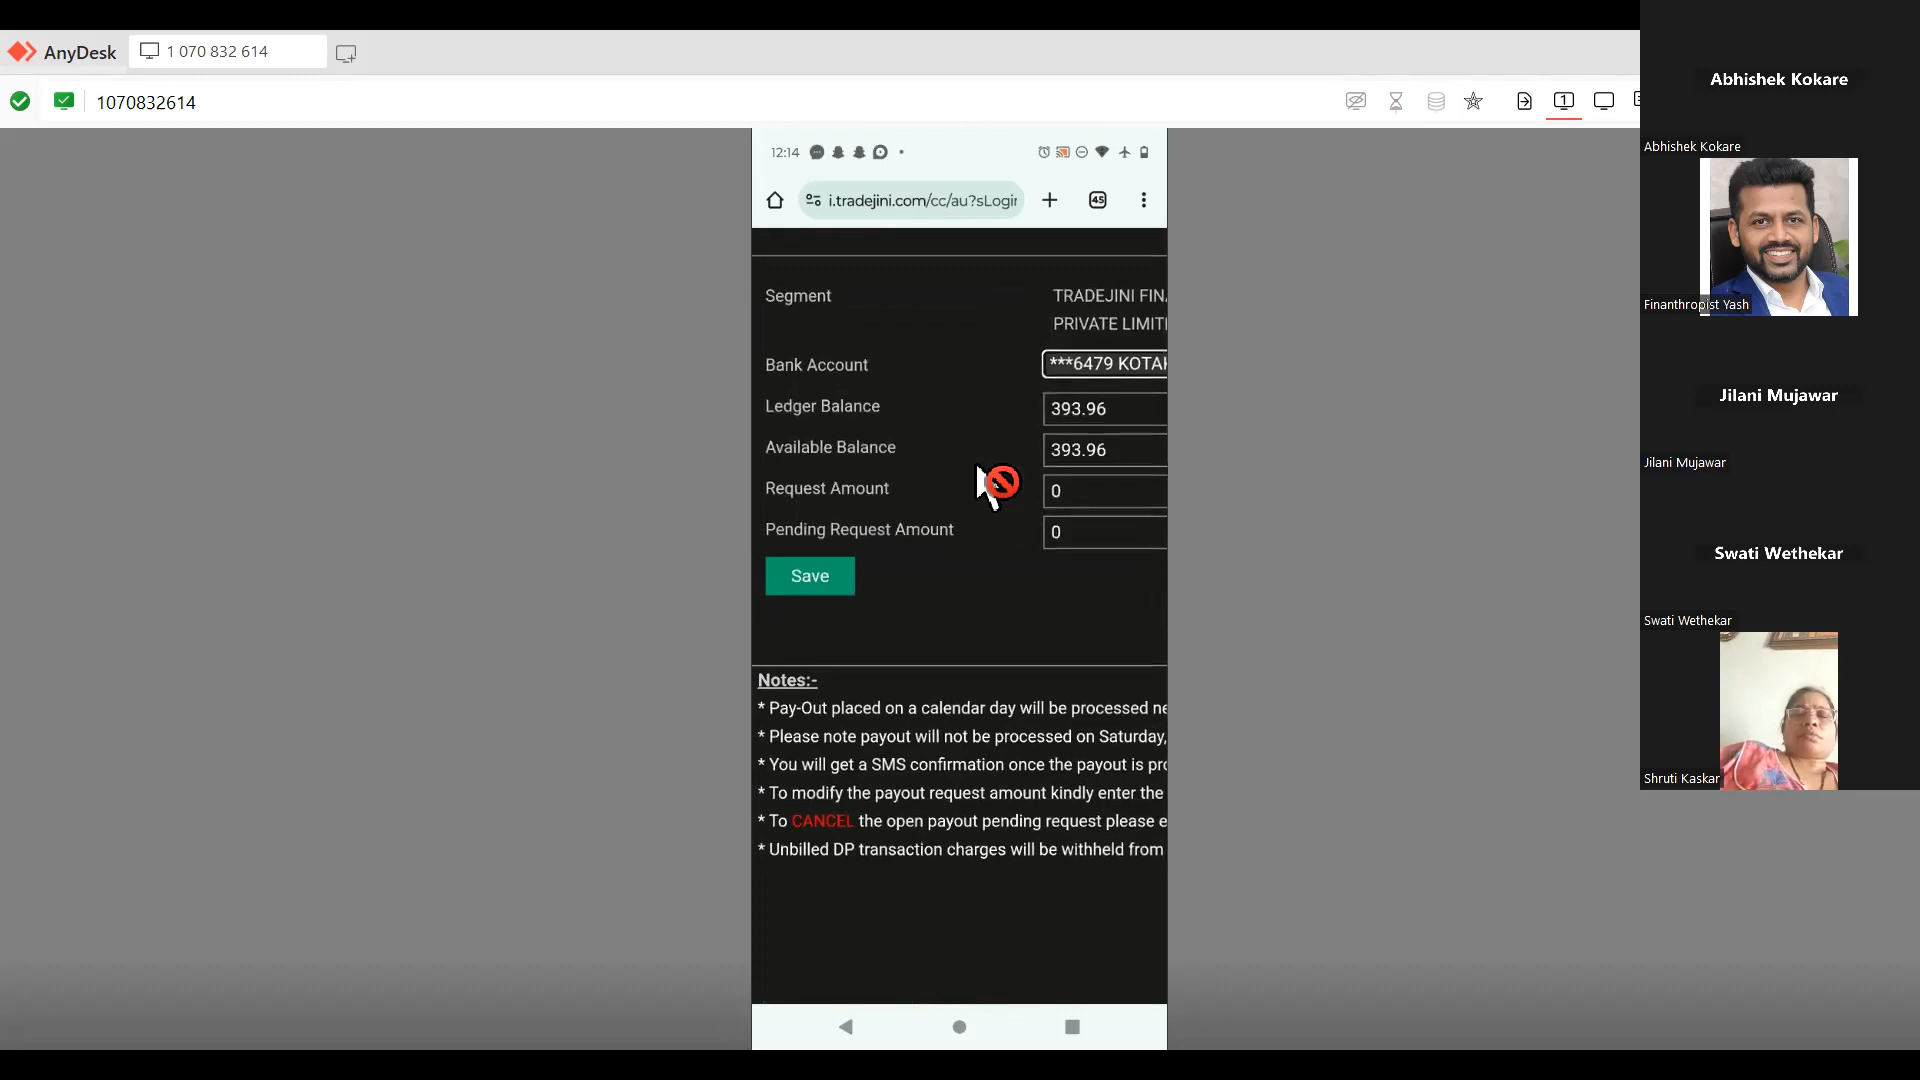 AnyDesk
1 070 832 614
1070832614
12:14
i.tradejini.com/cc/au?sLogin
45
1
Segment
TRADEJINI FIN
PRIVATE LIMIT
Bank Account
***6479 KOTAK
Ledger Balance
393.96
Available Balance
393.96
Request Amount
0
Pending Request Amount
0
Save
Notes:-
* Pay-Out placed on a calendar day will be processed ne
* Please note payout will not be processed on Saturday,
* You will get a SMS confirmation once the payout is pro
* To modify the payout request amount kindly enter the
* To CANCEL the open payout pending request please e
* Unbilled DP transaction charges will be withheld from
Abhishek Kokare
Abhishek Kokare
Finanthropist Yash
Jilani Mujawar
Jilani Mujawar
Swati Wethekar
Swati Wethekar
Shruti Kaskar